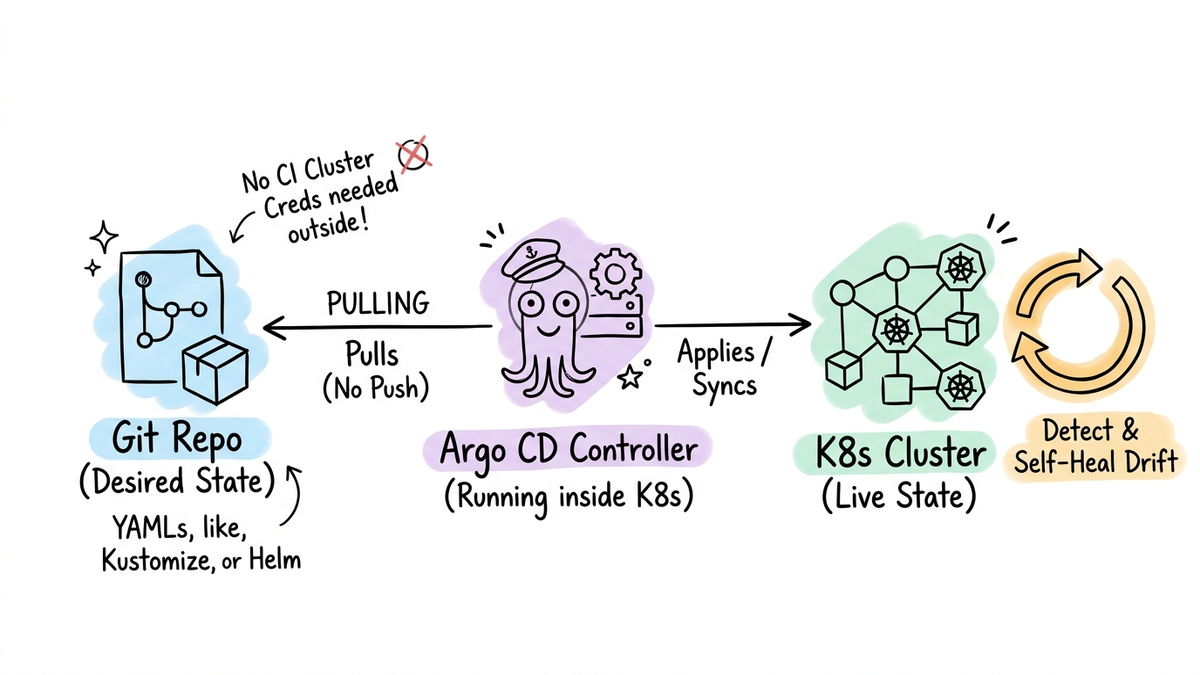 No CI Cluster
Creds needed
outside!
PULLING
Pulls
(No Push)
Applies /
Syncs
Git Repo
(Desired State)
YAMLs, like,
Kustomize, or Helm
Argo CD Controller
(Running inside K8s)
K8s Cluster
(Live State)
Detect &
Self-Heal Drift